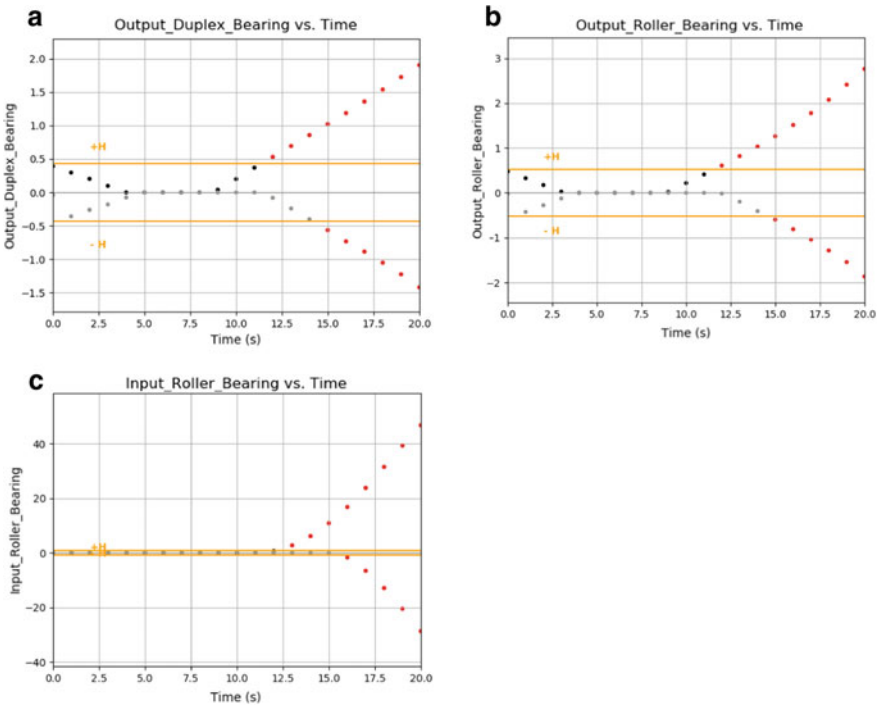 a
Output_Duplex_Bearing vs. Time
Output_Duplex_Bearing
2.0
1.5
1.0
0.5
0.0
−0.5
−1.0
−1.5
+H
- H
0.0 2.5 5.0 7.5 10.0 12.5 15.0 17.5 20.0
Time (s)
b
Output_Roller_Bearing vs. Time
Output_Roller_Bearing
3
2
1
0
−1
−2
+H
- H
0.0 2.5 5.0 7.5 10.0 12.5 15.0 17.5 20.0
Time (s)
c
Input_Roller_Bearing vs. Time
Input_Roller_Bearing
40
20
0
−20
−40
+H
0.0 2.5 5.0 7.5 10.0 12.5 15.0 17.5 20.0
Time (s)